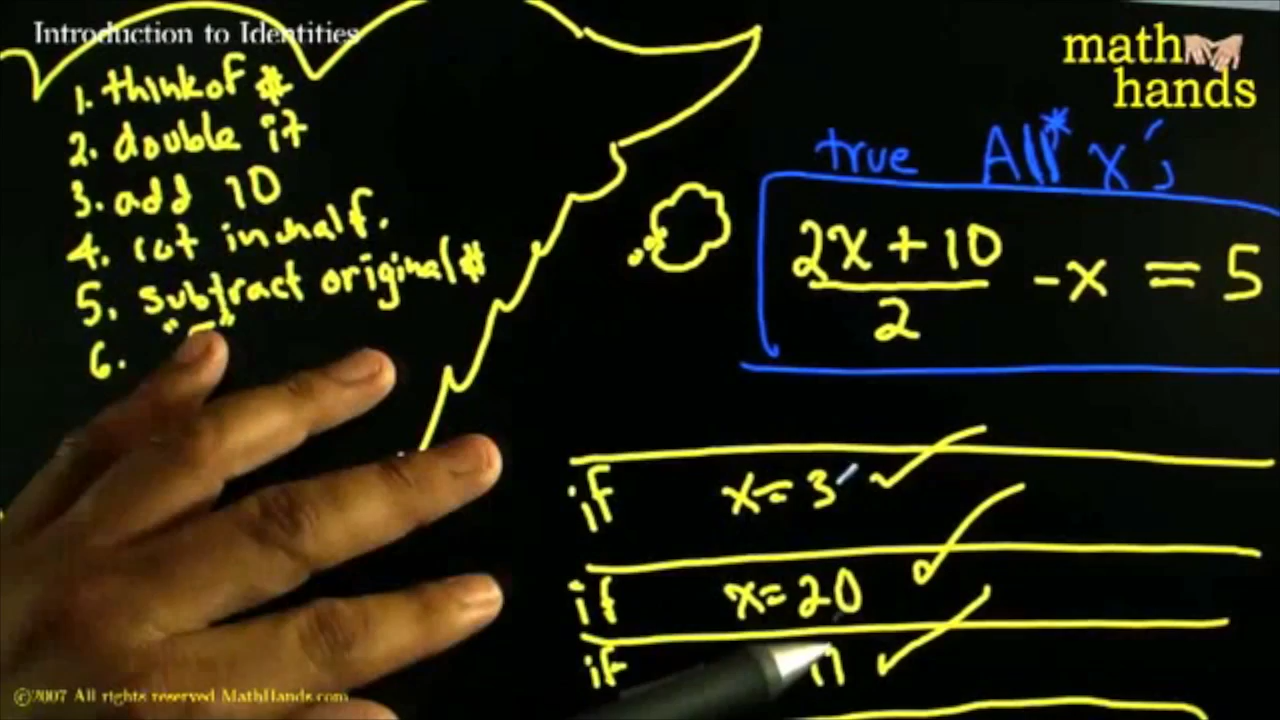 Introduction to Identities
math
hands
1. think of #
2. double it
3. add 10
4. cut in half.
5. subtract original #
6. "5"
true All* x's
2x + 10
2
- x = 5
if x = 3 ✓
if x = 20 ✓
if 17 ✓
©2007 All rights reserved MathHands.com